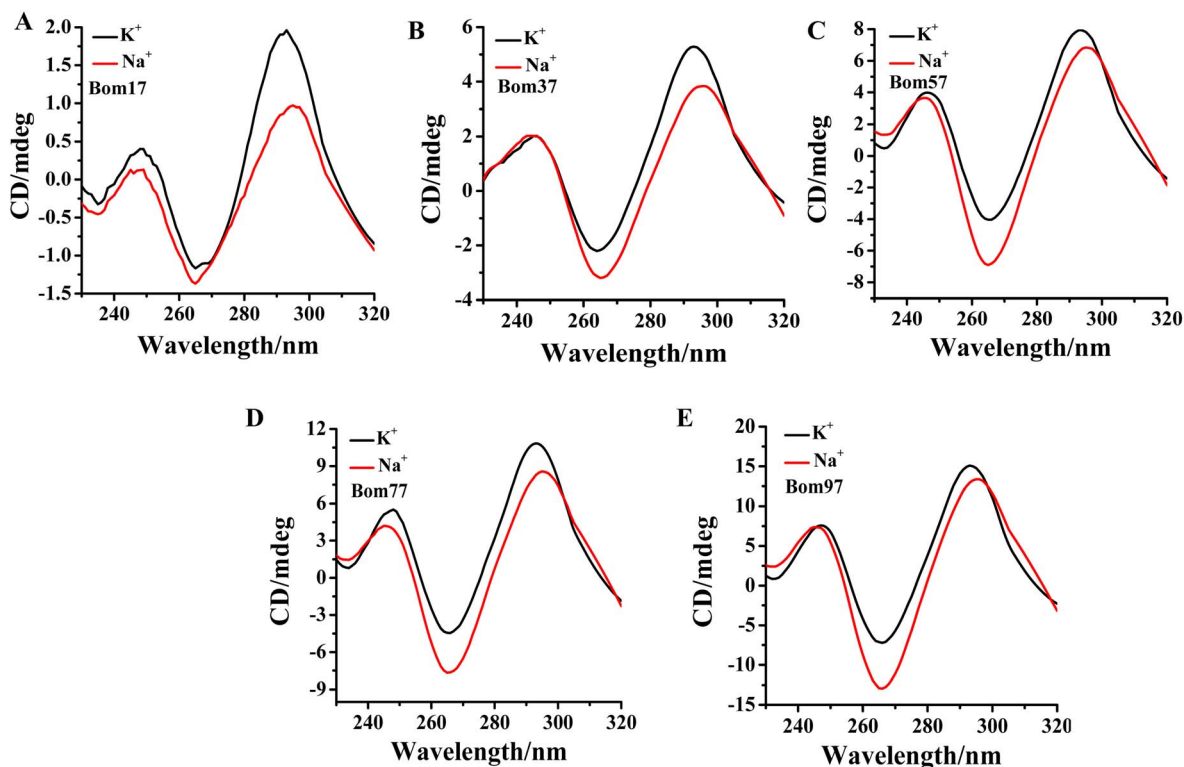 A
K+
Na+
Bom17
CD/mdeg
2.0
1.5
1.0
0.5
0.0
-0.5
-1.0
-1.5
240 260 280 300 320
Wavelength/nm
B
K+
Na+
Bom37
CD/mdeg
6
4
2
0
-2
-4
240 260 280 300 320
Wavelength/nm
C
K+
Na+
Bom57
CD/mdeg
8
6
4
2
0
-2
-4
-6
-8
240 260 280 300 320
Wavelength/nm
D
K+
Na+
Bom77
CD/mdeg
12
9
6
3
0
-3
-6
-9
240 260 280 300 320
Wavelength/nm
E
K+
Na+
Bom97
CD/mdeg
20
15
10
5
0
-5
-10
-15
240 260 280 300 320
Wavelength/nm